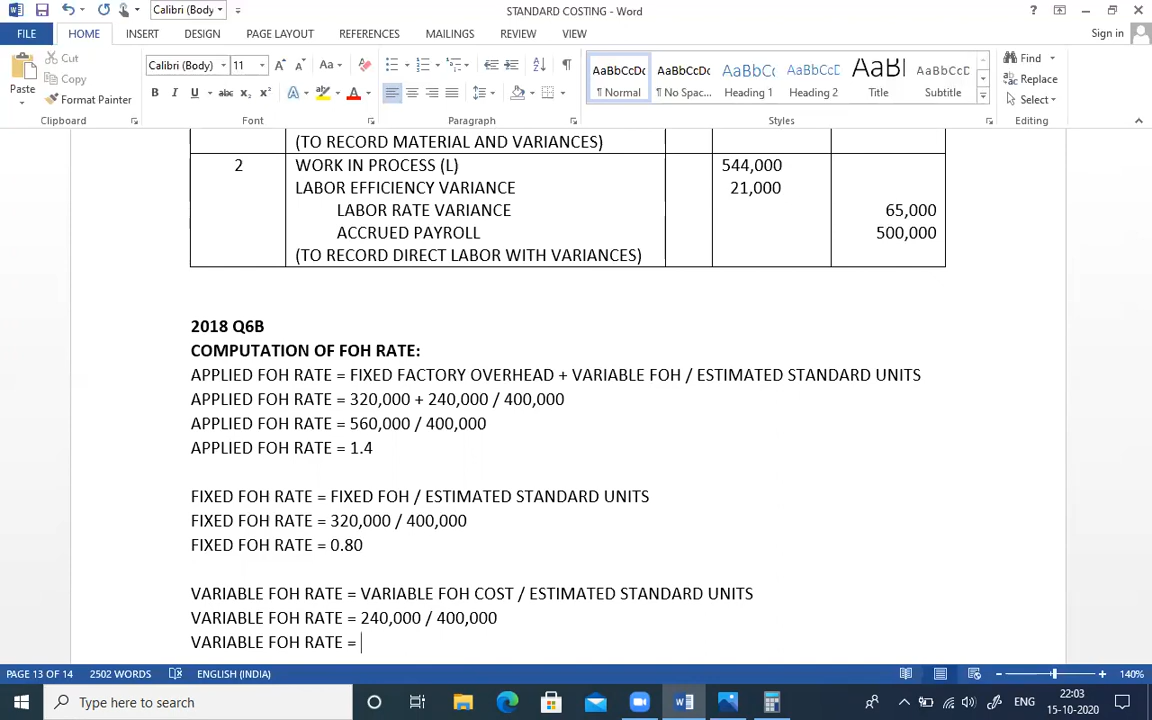 Calibri (Body
STANDARD COSTING - Word
?
FILE
HOME
INSERT
DESIGN
PAGE LAYOUT
REFERENCES
MAILINGS
REVIEW
VIEW
Sign in
Paste
Cut
Copy
Format Painter
Clipboard
Calibri (Body)
11
Font
Paragraph
AaBbCcDc
¶ Normal
AaBbCcDc
¶ No Spac...
AaBbCc
Heading 1
AaBbCcD
Heading 2
AaBbl
Title
AaBbCcD
Subtitle
Styles
Find
Replace
Select
Editing
(TO RECORD MATERIAL AND VARIANCES)
2 WORK IN PROCESS (L) 544,000
LABOR EFFICIENCY VARIANCE 21,000
LABOR RATE VARIANCE 65,000
ACCRUED PAYROLL 500,000
(TO RECORD DIRECT LABOR WITH VARIANCES)
2018 Q6B
COMPUTATION OF FOH RATE:
APPLIED FOH RATE = FIXED FACTORY OVERHEAD + VARIABLE FOH / ESTIMATED STANDARD UNITS
APPLIED FOH RATE = 320,000 + 240,000 / 400,000
APPLIED FOH RATE = 560,000 / 400,000
APPLIED FOH RATE = 1.4
FIXED FOH RATE = FIXED FOH / ESTIMATED STANDARD UNITS
FIXED FOH RATE = 320,000 / 400,000
FIXED FOH RATE = 0.80
VARIABLE FOH RATE = VARIABLE FOH COST / ESTIMATED STANDARD UNITS
VARIABLE FOH RATE = 240,000 / 400,000
VARIABLE FOH RATE =
PAGE 13 OF 14
2502 WORDS
ENGLISH (INDIA)
140%
Type here to search
ENG
22:03
15-10-2020